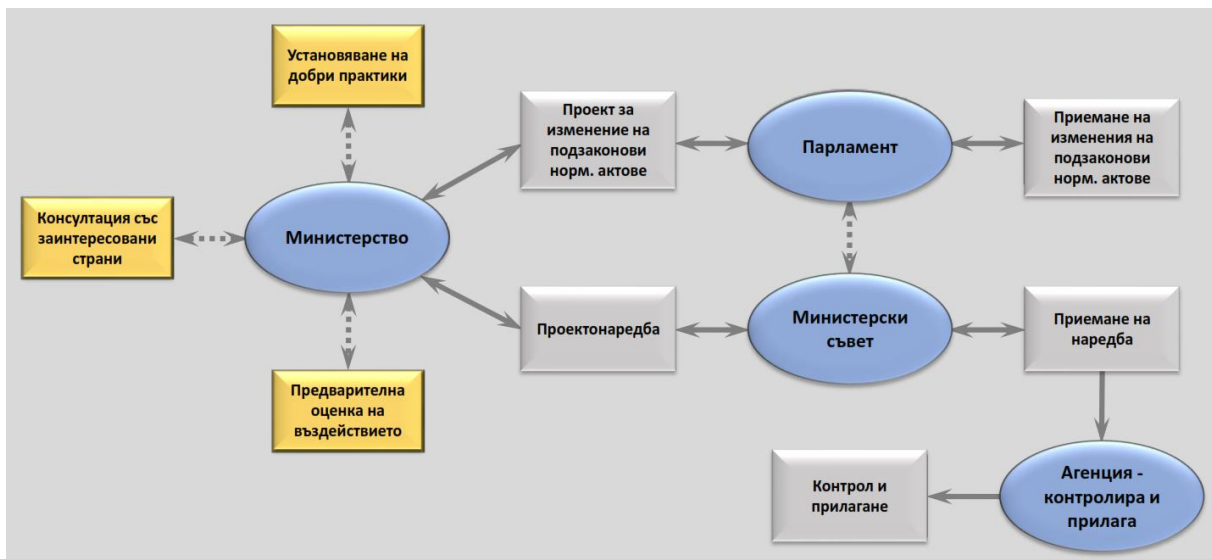 Установяване на
добри практики
Проект за
изменение на
подзаконови
норм. актове
Парламент
Приемане на
изменения на
подзаконови
норм. актове
Консултация със
заинтересовани
страни
Министерство
Проектонаредба
Министерски
съвет
Приемане на
наредба
Предварителна
оценка на
въздействието
Контрол и
прилагане
Агенция -
контролира и
прилага